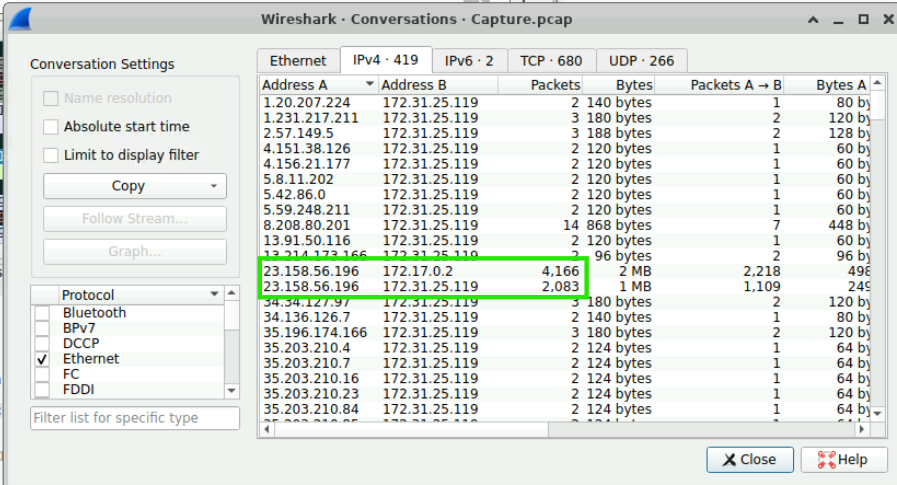 Wireshark · Conversations · Capture.pcap
Conversation Settings
Name resolution
Absolute start time
Limit to display filter
Copy
Follow Stream...
Graph...
Protocol
Bluetooth
BPv7
DCCP
Ethernet
FC
FDDI
Filter list for specific type
Ethernet IPv4 · 419 IPv6 · 2 TCP · 680 UDP · 266
Address A Address B Packets Bytes Packets A → B Bytes A
1.20.207.224 172.31.25.119 2 140 bytes 1 80 by
1.231.217.211 172.31.25.119 3 180 bytes 2 120 by
2.57.149.5 172.31.25.119 3 188 bytes 2 128 by
4.151.38.126 172.31.25.119 2 120 bytes 1 60 by
4.156.21.177 172.31.25.119 2 120 bytes 1 60 by
5.8.11.202 172.31.25.119 2 120 bytes 1 60 by
5.42.86.0 172.31.25.119 2 120 bytes 1 60 by
5.59.248.211 172.31.25.119 2 120 bytes 1 60 by
8.208.80.201 172.31.25.119 14 868 bytes 7 448 by
13.91.50.116 172.31.25.119 2 120 bytes 1 60 by
13.214.173.166 172.31.25.119 2 96 bytes 2 96 by
23.158.56.196 172.17.0.2 4,166 2 MB 2,218 498
23.158.56.196 172.31.25.119 2,083 1 MB 1,109 249
34.34.127.97 172.31.25.119 3 180 bytes 2 120 by
34.136.126.7 172.31.25.119 2 140 bytes 1 80 by
35.196.174.166 172.31.25.119 3 180 bytes 2 120 by
35.203.210.4 172.31.25.119 2 124 bytes 1 64 by
35.203.210.7 172.31.25.119 2 124 bytes 1 64 by
35.203.210.16 172.31.25.119 2 124 bytes 1 64 by
35.203.210.23 172.31.25.119 2 124 bytes 1 64 by
35.203.210.84 172.31.25.119 2 124 bytes 1 64 by
Close
Help